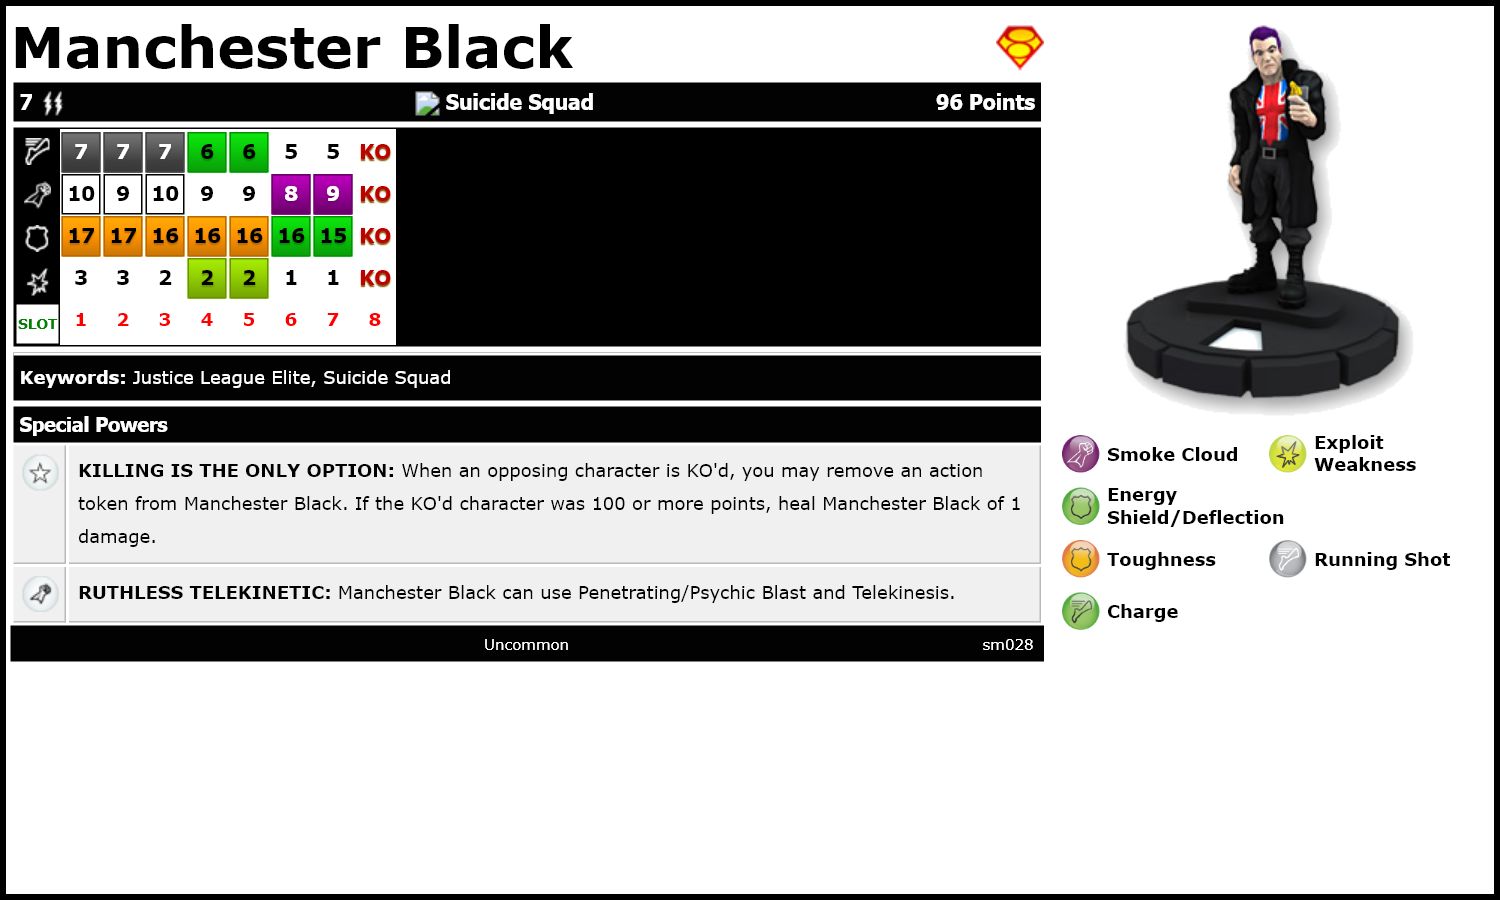 Manchester Black
7 Suicide Squad 96 Points
7 7 7 6 6 5 5 KO
10 9 10 9 9 8 9 KO
17 17 16 16 16 16 15 KO
3 3 2 2 2 1 1 KO
SLOT 1 2 3 4 5 6 7 8
Keywords: Justice League Elite, Suicide Squad
Special Powers
KILLING IS THE ONLY OPTION: When an opposing character is KO'd, you may remove an action
token from Manchester Black. If the KO'd character was 100 or more points, heal Manchester Black of 1
damage.
RUTHLESS TELEKINETIC: Manchester Black can use Penetrating/Psychic Blast and Telekinesis.
Uncommon sm028
Smoke Cloud
Exploit
Weakness
Energy
Shield/Deflection
Toughness
Running Shot
Charge